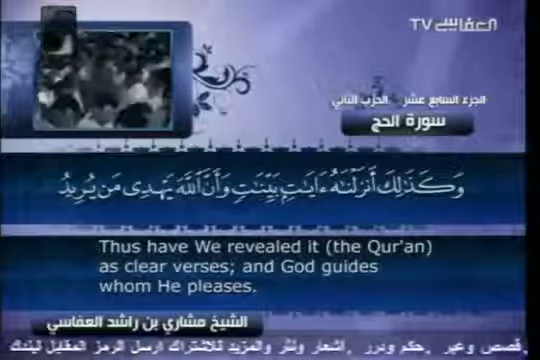 العفاسي TV
الجزء السابع عشر - الحزب الثاني
سورة الحج
وَكَذَٰلِكَ أَنزَلْنَٰهُ ءَايَٰتٍۭ بَيِّنَٰتٍ وَأَنَّ ٱللَّهَ يَهْدِى مَن يُرِيدُ
Thus have We revealed it (the Qur'an)
as clear verses; and God guides
whom He pleases.
الشيخ مشاري بن راشد العفاسي
,قصص وعبر ,حكم ودرر ,اشعار ونثر والمزيد للاشتراك ارسل الرمز المقابل لبلدك